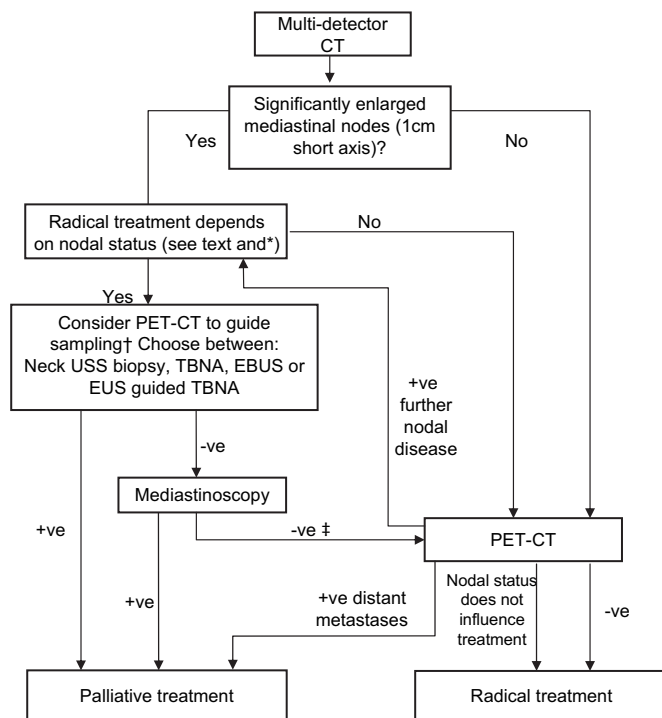 Multi-detector
CT
Significantly enlarged
mediastinal nodes (1cm
short axis)?
Yes
No
Radical treatment depends
on nodal status (see text and*)
No
Yes
Consider PET-CT to guide
sampling† Choose between:
Neck USS biopsy, TBNA, EBUS or
EUS guided TBNA
+ve
further
nodal
disease
-ve
Mediastinoscopy
+ve
-ve ‡
PET-CT
+ve
+ve distant
metastases
Nodal status
does not
influence
treatment
-ve
Palliative treatment
Radical treatment